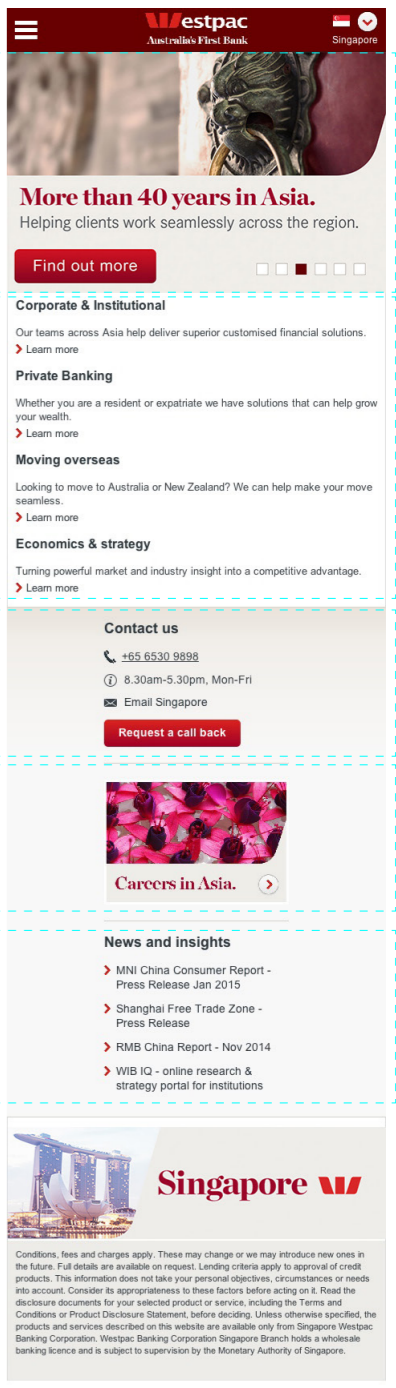 Westpac
Australia's First Bank
Singapore
More than 40 years in Asia.
Helping clients work seamlessly across the region.
Find out more
Corporate & Institutional
Our teams across Asia help deliver superior customised financial solutions.
Learn more
Private Banking
Whether you are a resident or expatriate we have solutions that can help grow
your wealth.
Learn more
Moving overseas
Looking to move to Australia or New Zealand? We can help make your move
seamless.
Learn more
Economics & strategy
Turning powerful market and industry insight into a competitive advantage.
Learn more
Contact us
+65 6530 9898
8.30am-5.30pm, Mon-Fri
Email Singapore
Request a call back
Careers in Asia.
News and insights
MNI China Consumer Report -
Press Release Jan 2015
Shanghai Free Trade Zone -
Press Release
RMB China Report - Nov 2014
WIB IQ - online research &
strategy portal for institutions
Singapore
Conditions, fees and charges apply. These may change or we may introduce new ones in
the future. Full details are available on request. Lending criteria apply to approval of credit
products. This information does not take your personal objectives, circumstances or needs
into account. Consider its appropriateness to these factors before acting on it. Read the
disclosure documents for your selected product or service, including the Terms and
Conditions or Product Disclosure Statement, before deciding. Unless otherwise specified, the
products and services described on this website are available only from Singapore Westpac
Banking Corporation. Westpac Banking Corporation Singapore Branch holds a wholesale
banking licence and is subject to supervision by the Monetary Authority of Singapore.